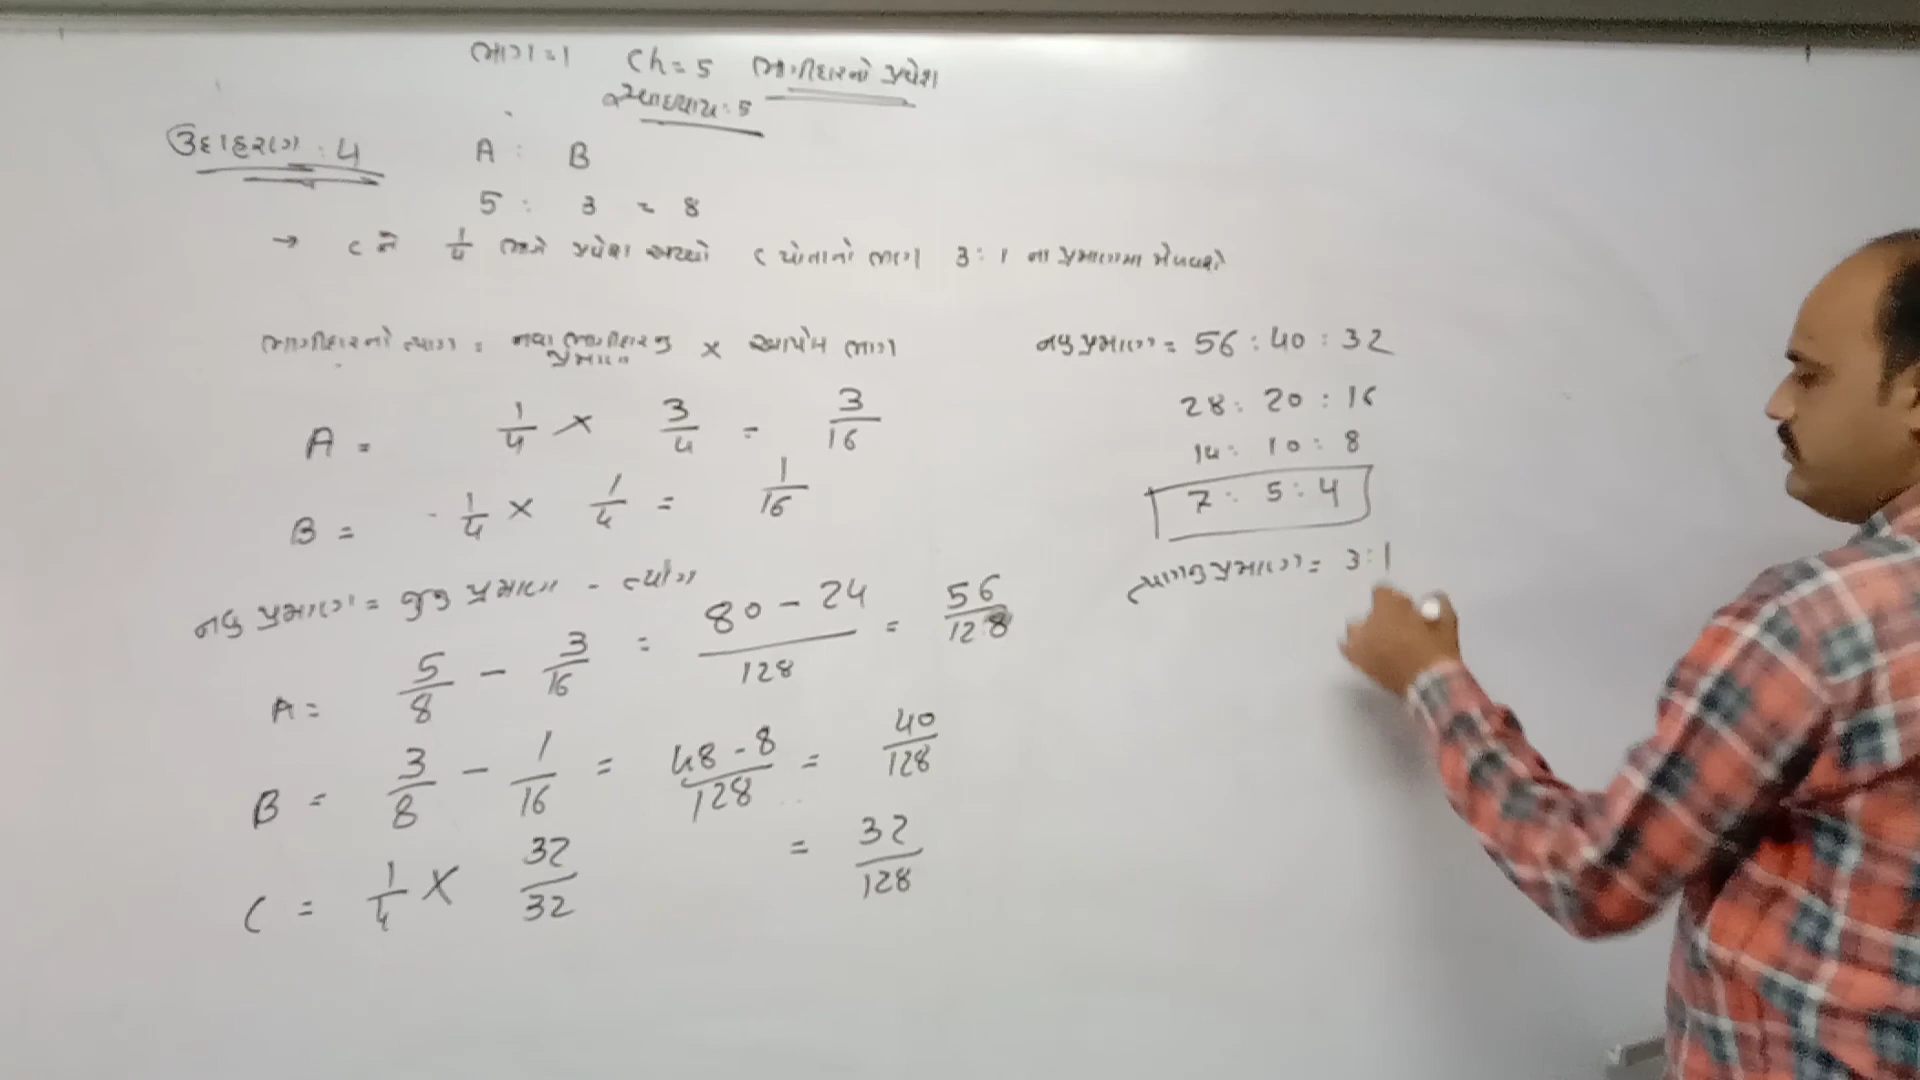 ભાગ = 1 Ch = 5 ભાગીદારનો પ્રવેશ
સ્વાધ્યાય : 5
ઉદાહરણ : 4 A : B
5 : 3 = 8
→ C ને 1/4 ભાગે પ્રવેશ આપ્યો C પોતાનો ભાગ 3 : 1 ના પ્રમાણમા મેળવશે
ભાગીદારનો ત્યાગ = નવા ભાગીદારનુ પ્રમાણ × આપેલ ભાગ
A = 1/4 × 3/4 = 3/16
B = 1/4 × 1/4 = 1/16
નવુ પ્રમાણ = જુનુ પ્રમાણ - ત્યાગ
A = 5/8 - 3/16 = 80 - 24/128 = 56/128
B = 3/8 - 1/16 = 48 - 8/128 = 40/128
C = 1/4 × 32/32 = 32/128
નવુ પ્રમાણ = 56 : 40 : 32
28 : 20 : 16
14 : 10 : 8
7 : 5 : 4
ત્યાગનુ પ્રમાણ = 3 : 1